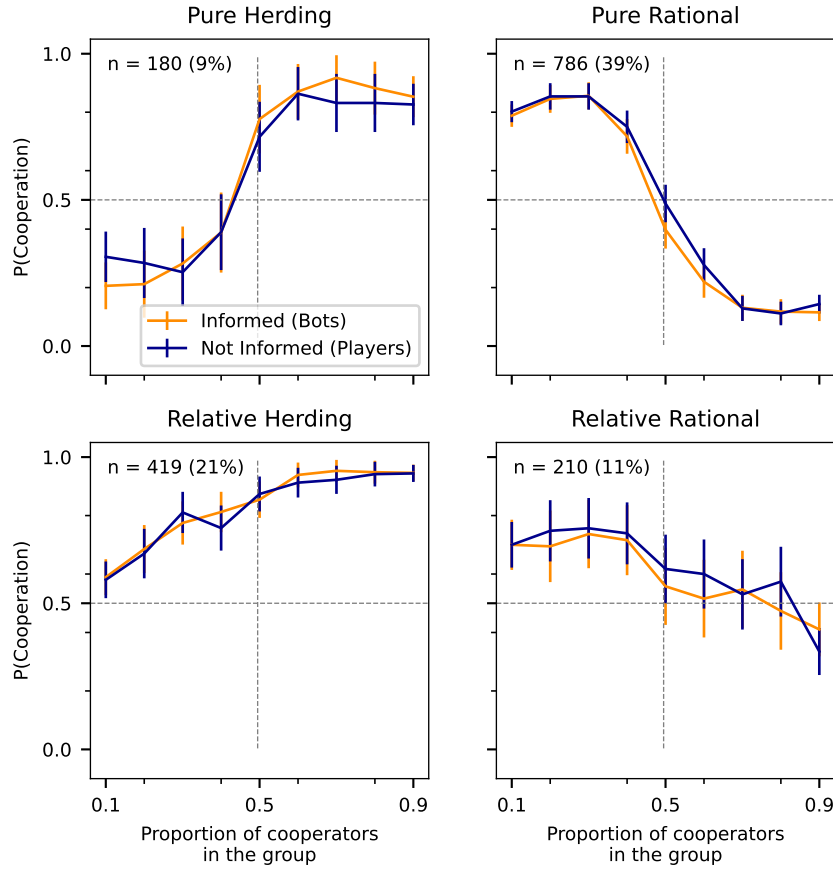 Pure Herding
Pure Rational
1.0
n = 180 (9%)
n = 786 (39%)
P(Cooperation)
0.5
Informed (Bots)
Not Informed (Players)
0.0
Relative Herding
Relative Rational
1.0
n = 419 (21%)
n = 210 (11%)
P(Cooperation)
0.5
0.0
0.1 0.5 0.9
0.1 0.5 0.9
Proportion of cooperators
in the group
Proportion of cooperators
in the group